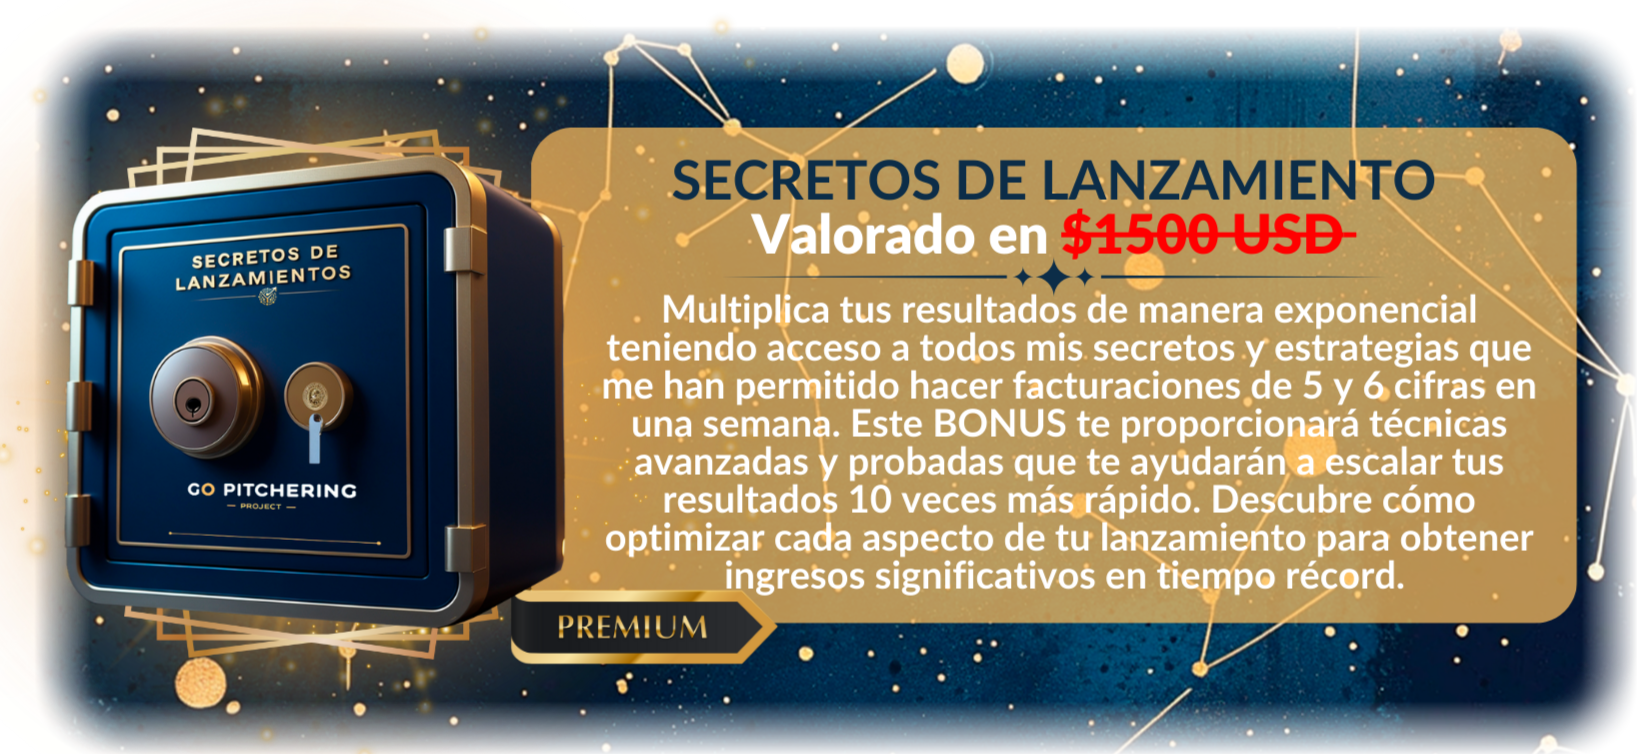 SECRETOS DE
LANZAMIENTOS
GO PITCHERING
— PROJECT —
SECRETOS DE LANZAMIENTO
Valorado en $1500 USD
Multiplica tus resultados de manera exponencial
teniendo acceso a todos mis secretos y estrategias que
me han permitido hacer facturaciones de 5 y 6 cifras en
una semana. Este BONUS te proporcionará técnicas
avanzadas y probadas que te ayudarán a escalar tus
resultados 10 veces más rápido. Descubre cómo
optimizar cada aspecto de tu lanzamiento para obtener
ingresos significativos en tiempo récord.
PREMIUM